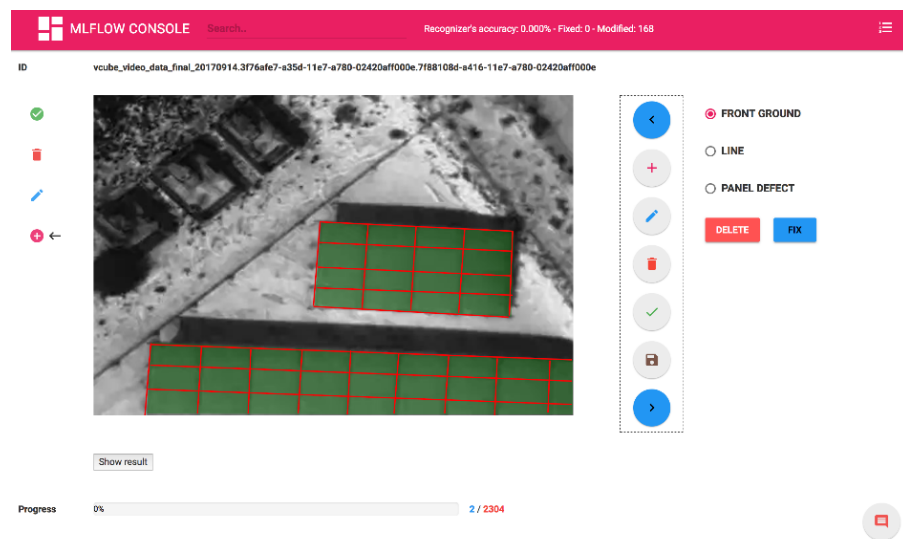 MLFLOW CONSOLE
Search..
Recognizer's accuracy: 0.000% - Fixed: 0 - Modified: 168
ID
vcube_video_data_final_20170914.3f76afe7-a35d-11e7-a780-02420aff000e.7f88108d-a416-11e7-a780-02420aff000e
FRONT GROUND
LINE
PANEL DEFECT
DELETE
FIX
Show result
Progress
0%
2 / 2304